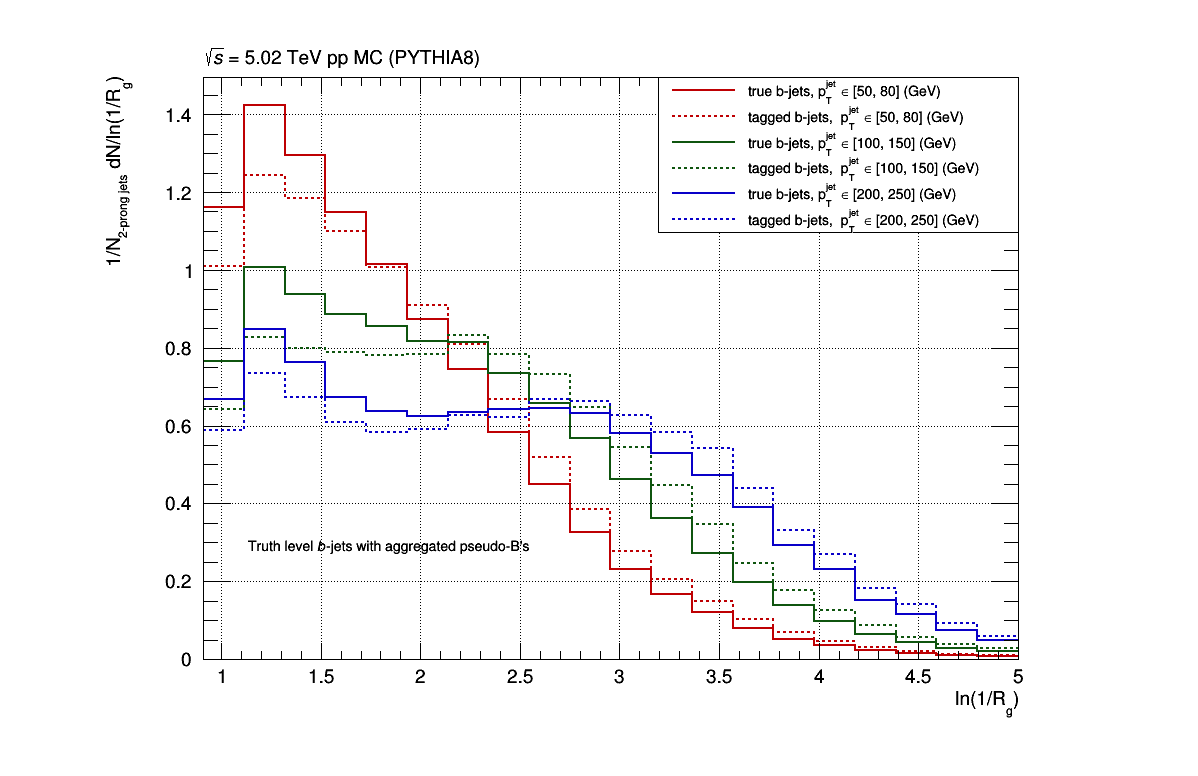 √s = 5.02 TeV pp MC (PYTHIA8)
1/N_{2-prong jets} dN/ln(1/R_g)
true b-jets, p_T^{jet} ∈ [50, 80] (GeV)
tagged b-jets, p_T^{jet} ∈ [50, 80] (GeV)
true b-jets, p_T^{jet} ∈ [100, 150] (GeV)
tagged b-jets, p_T^{jet} ∈ [100, 150] (GeV)
true b-jets, p_T^{jet} ∈ [200, 250] (GeV)
tagged b-jets, p_T^{jet} ∈ [200, 250] (GeV)
1.4
1.2
1
0.8
0.6
0.4
0.2
0
Truth level b-jets with aggregated pseudo-B's
1 1.5 2 2.5 3 3.5 4 4.5 5
ln(1/R_g)